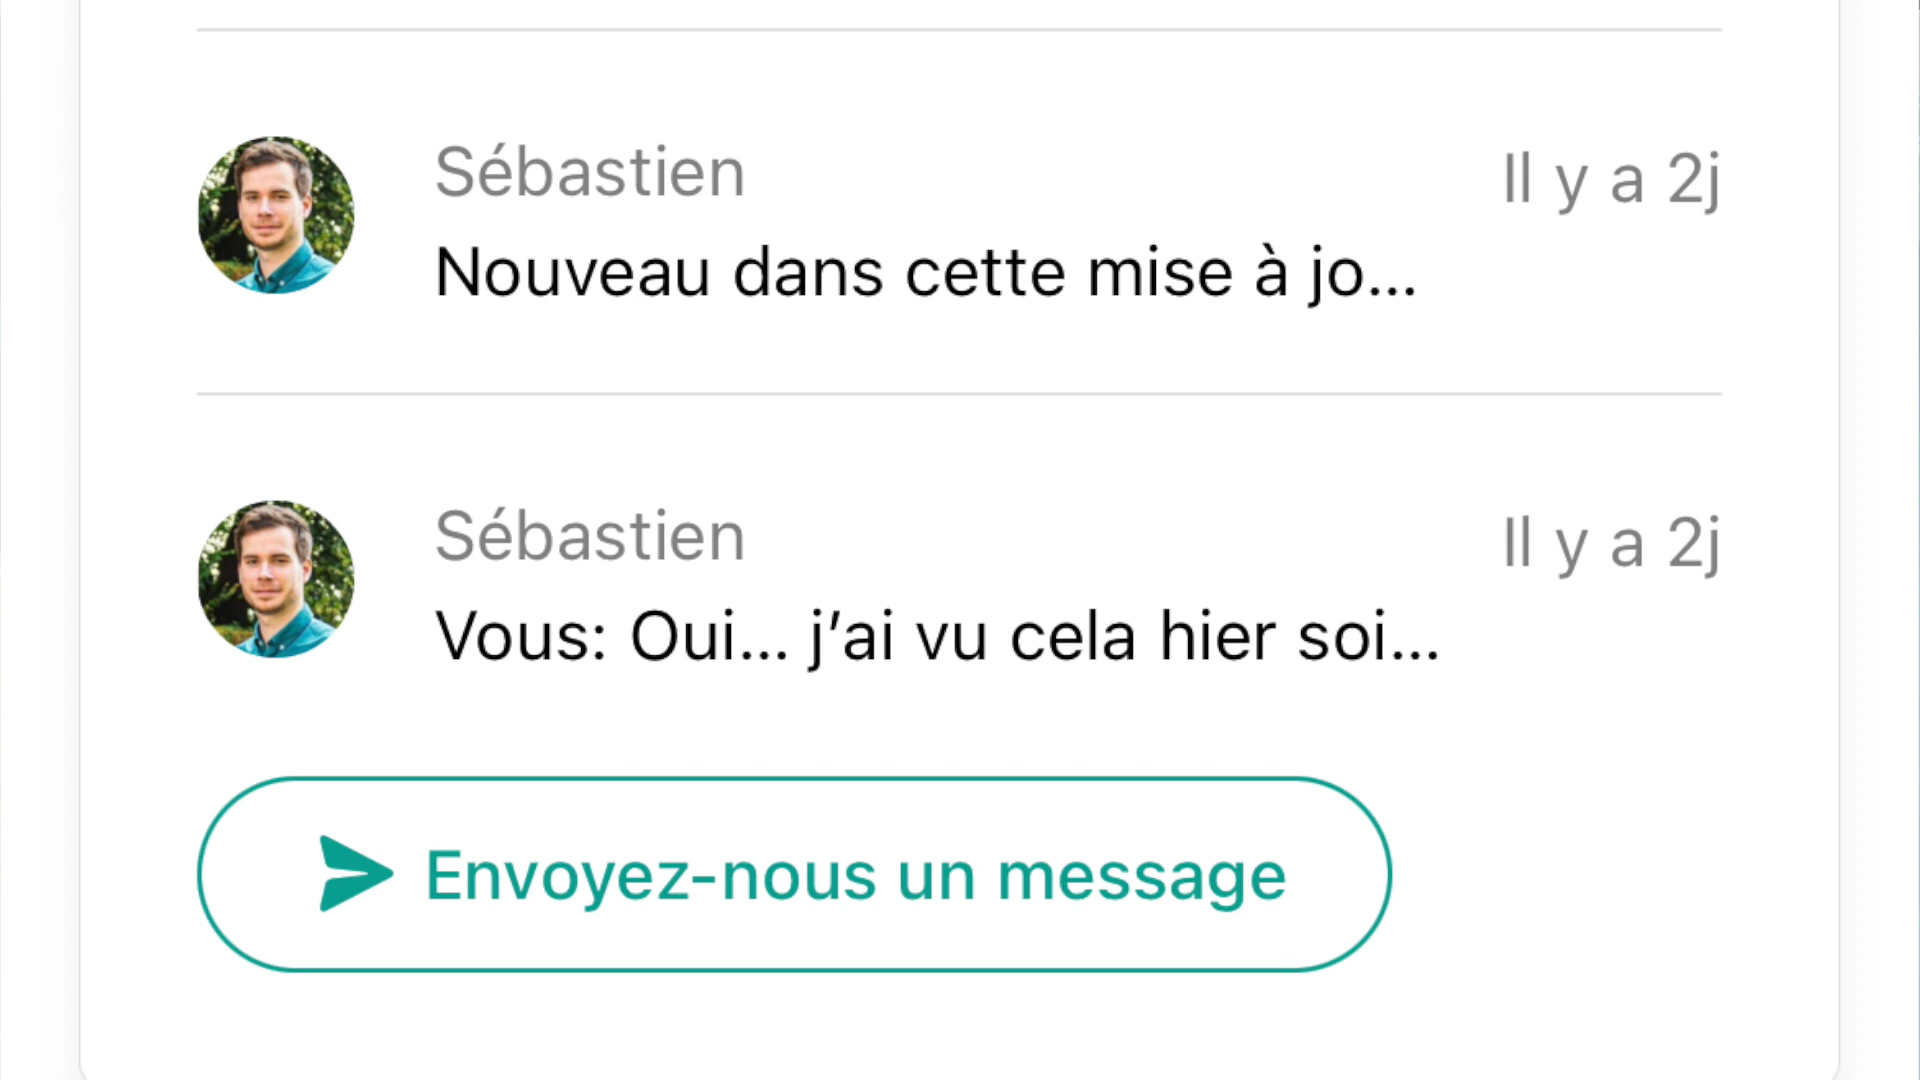 Sébastien
Il y a 2j
Nouveau dans cette mise à jo...
Sébastien
Il y a 2j
Vous: Oui... j’ai vu cela hier soi...
Envoyez-nous un message